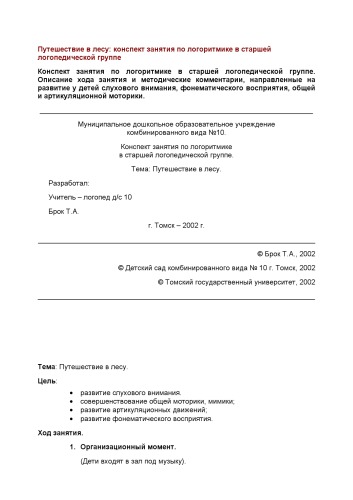 Путешествие в лесу: конспект занятия по логоритмике в старшей
логопедической группе
Конспект занятия по логоритмике в старшей логопедической группе.
Описание хода занятия и методические комментарии, направленные на
развитие у детей слухового внимания, фонематического восприятия, общей
и артикуляционной моторики.
Муниципальное дошкольное образовательное учреждение
комбинированного вида №10.
Конспект занятия по логоритмике
в старшей логопедической группе.
Тема: Путешествие в лесу.
Разработал:
Учитель – логопед д/с 10
Брок Т.А.
г. Томск – 2002 г.
© Брок Т.А., 2002
© Детский сад комбинированного вида № 10 г. Томск, 2002
© Томский государственный университет, 2002
Тема: Путешествие в лесу.
Цель:
• развитие слухового внимания.
• совершенствование общей моторики, мимики;
• развитие артикуляционных движений;
• развитие фонематического восприятия.
Ход занятия.
1. Организационный момент.
(Дети входят в зал под музыку).